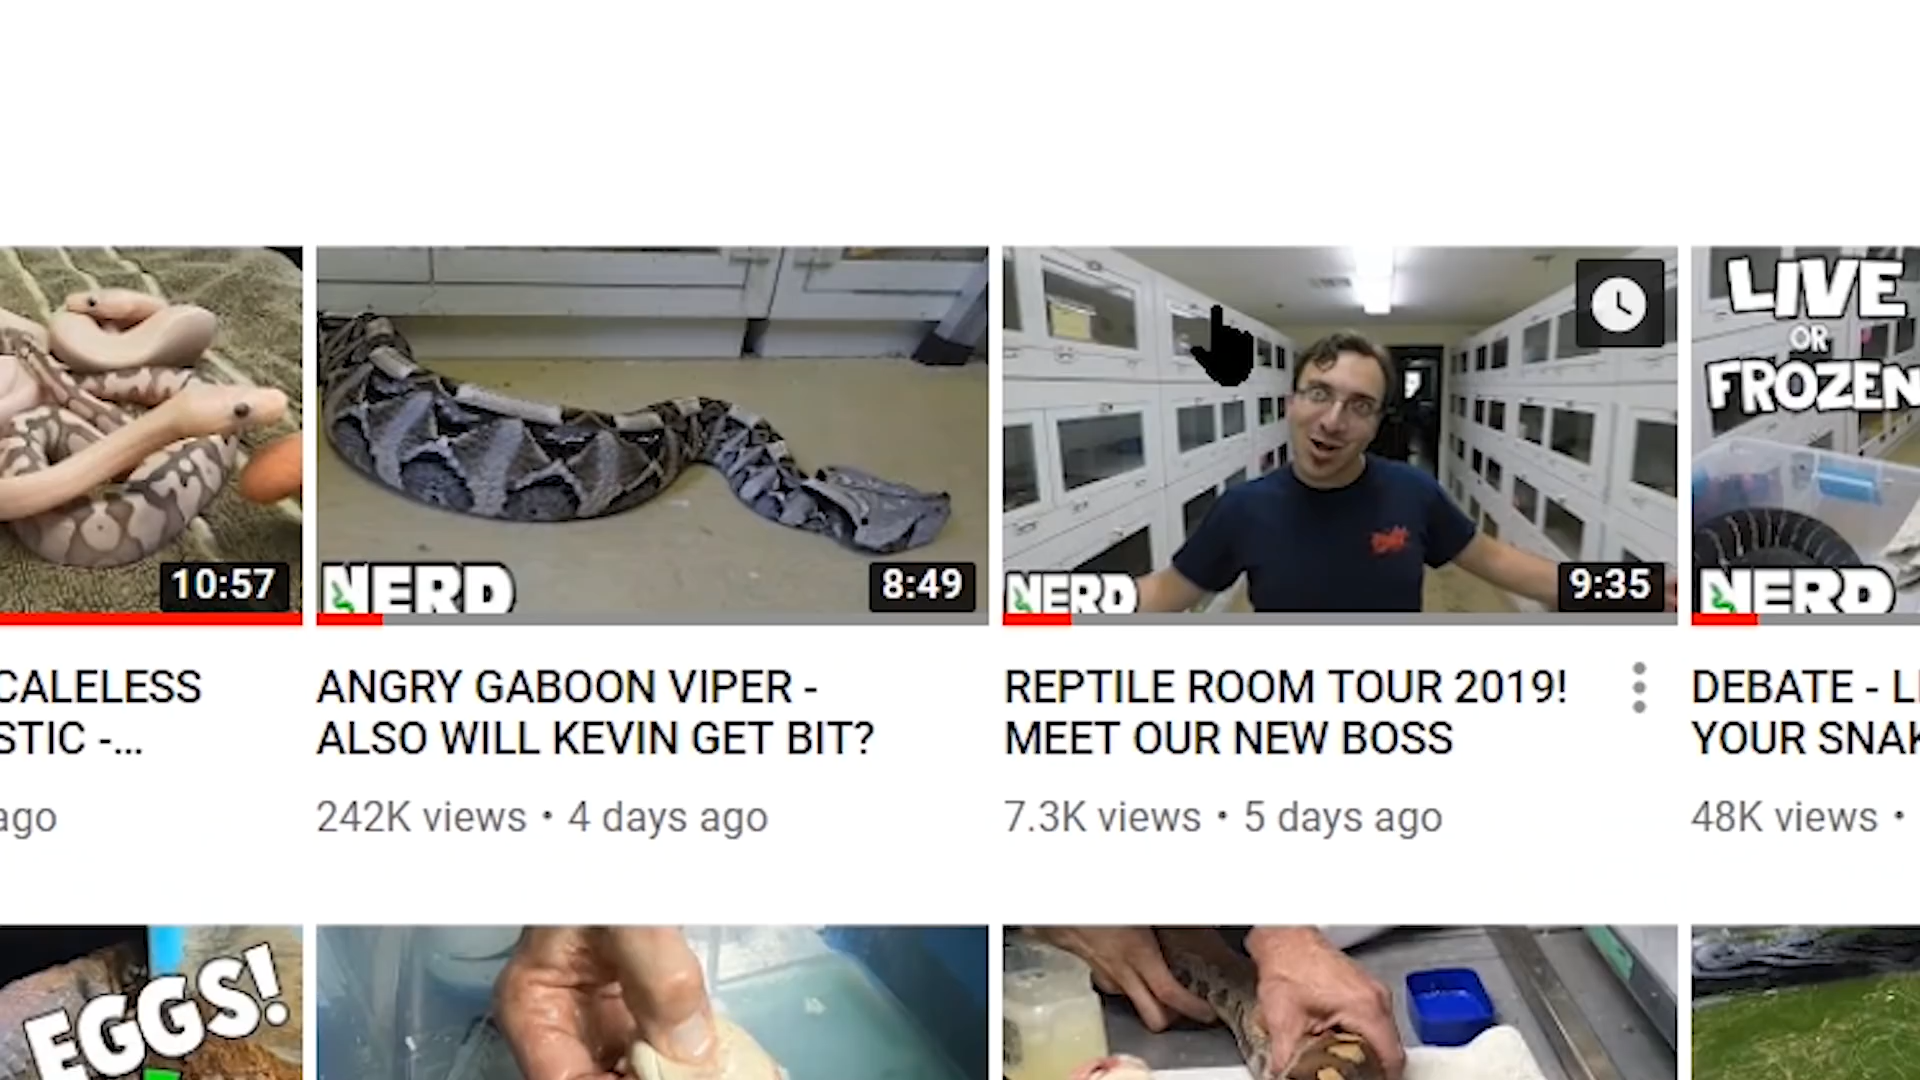 LIVE
OR
FROZEN
10:57
NERD
8:49
NERD
9:35
NERD
CALELESS
STIC -...
ago
ANGRY GABOON VIPER -
ALSO WILL KEVIN GET BIT?
242K views • 4 days ago
REPTILE ROOM TOUR 2019!
MEET OUR NEW BOSS
7.3K views • 5 days ago
DEBATE - L
YOUR SNAK
48K views •
EGGS!